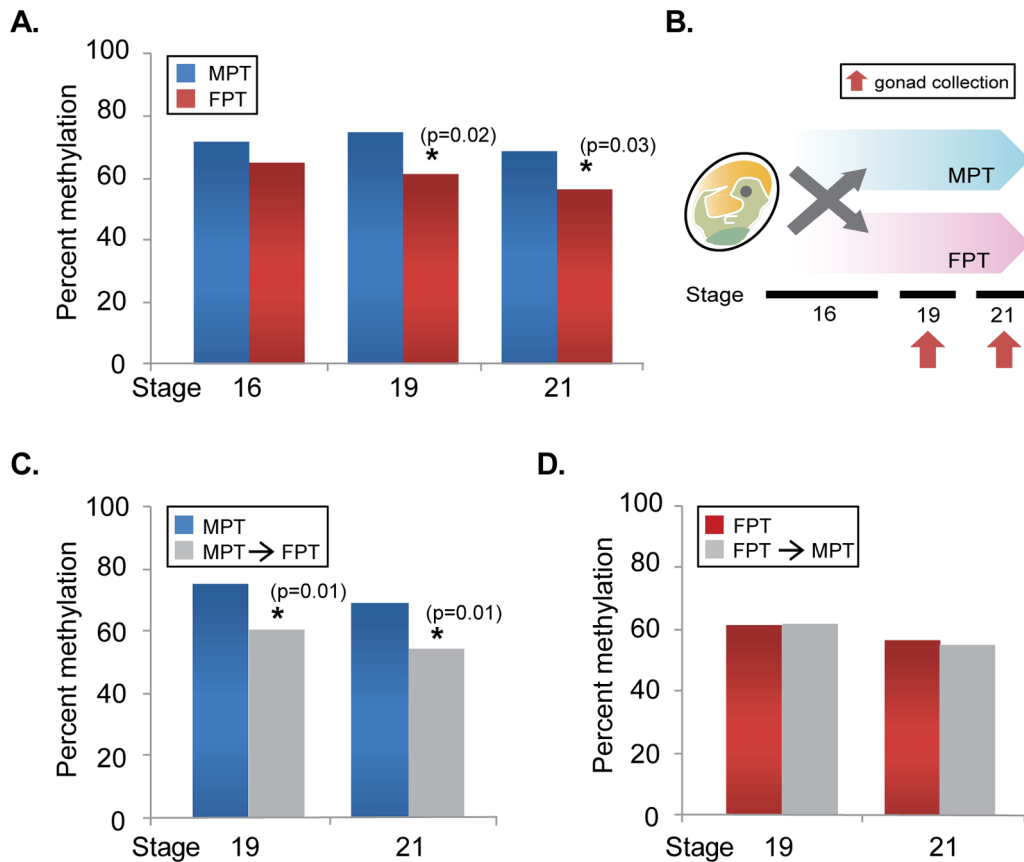 A.
100
80
60
40
20
0
Percent methylation
MPT
FPT
(p=0.02)
*
(p=0.03)
*
Stage 16 19 21
B.
gonad collection
MPT
FPT
Stage
16 19 21
C.
100
80
60
40
20
0
Percent methylation
MPT
MPT → FPT
(p=0.01)
*
(p=0.01)
*
Stage 19 21
D.
100
80
60
40
20
0
Percent methylation
FPT
FPT → MPT
Stage 19 21